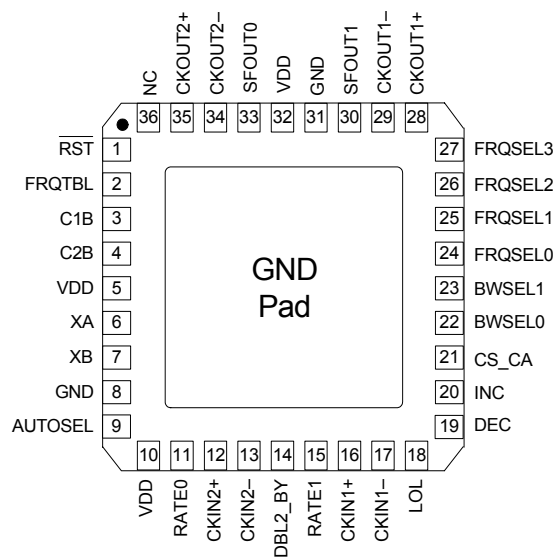 NC
CKOUT2+
CKOUT2–
SFOUT0
VDD
GND
SFOUT1
CKOUT1–
CKOUT1+
36 35 34 33 32 31 30 29 28
RST 1
FRQTBL 2
C1B 3
C2B 4
VDD 5
XA 6
XB 7
GND 8
AUTOSEL 9
GND
Pad
27 FRQSEL3
26 FRQSEL2
25 FRQSEL1
24 FRQSEL0
23 BWSEL1
22 BWSEL0
21 CS_CA
20 INC
19 DEC
10 11 12 13 14 15 16 17 18
VDD
RATE0
CKIN2+
CKIN2–
DBL2_BY
RATE1
CKIN1+
CKIN1–
LOL